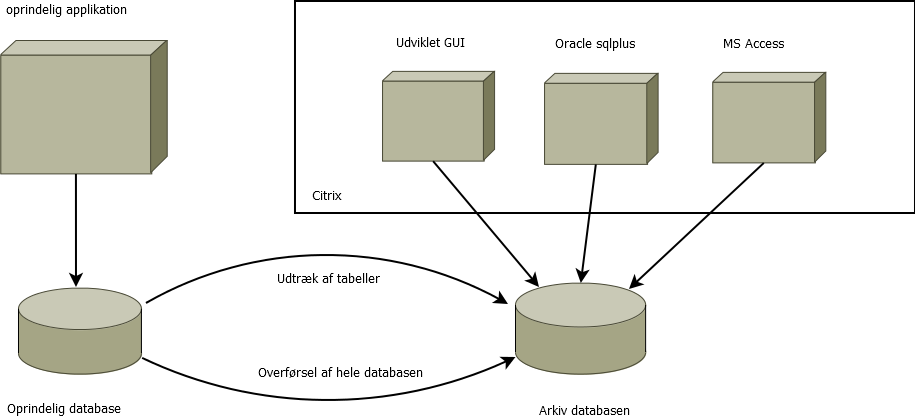 oprindelig applikation
Udviklet GUI
Oracle sqlplus
MS Access
Citrix
Udtræk af tabeller
Overførsel af hele databasen
Oprindelig database
Arkiv databasen